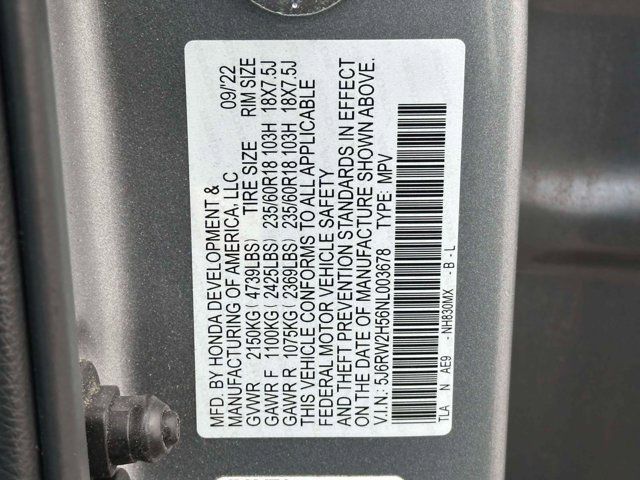 MFD. BY HONDA DEVELOPMENT & 09/22
MANUFACTURING OF AMERICA, LLC
GVWR 2150KG( 4739LBS) TIRE SIZE RIM SIZE
GAWR F 1100KG( 2425LBS) 235/60R18 103H 18X7.5J
GAWR R 1075KG( 2369LBS) 235/60R18 103H 18X7.5J
THIS VEHICLE CONFORMS TO ALL APPLICABLE
FEDERAL MOTOR VEHICLE SAFETY
AND THEFT PREVENTION STANDARDS IN EFFECT
ON THE DATE OF MANUFACTURE SHOWN ABOVE.
V.I.N.: 5J6RW2H56NL003678 TYPE: MPV
TLA N AE9 - NH830MX - B - L